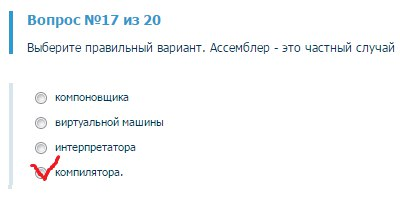 Вопрос №17 из 20
Выберите правильный вариант. Ассемблер - это частный случай
компоновщика
виртуальной машины
интерпретатора
компилятора.